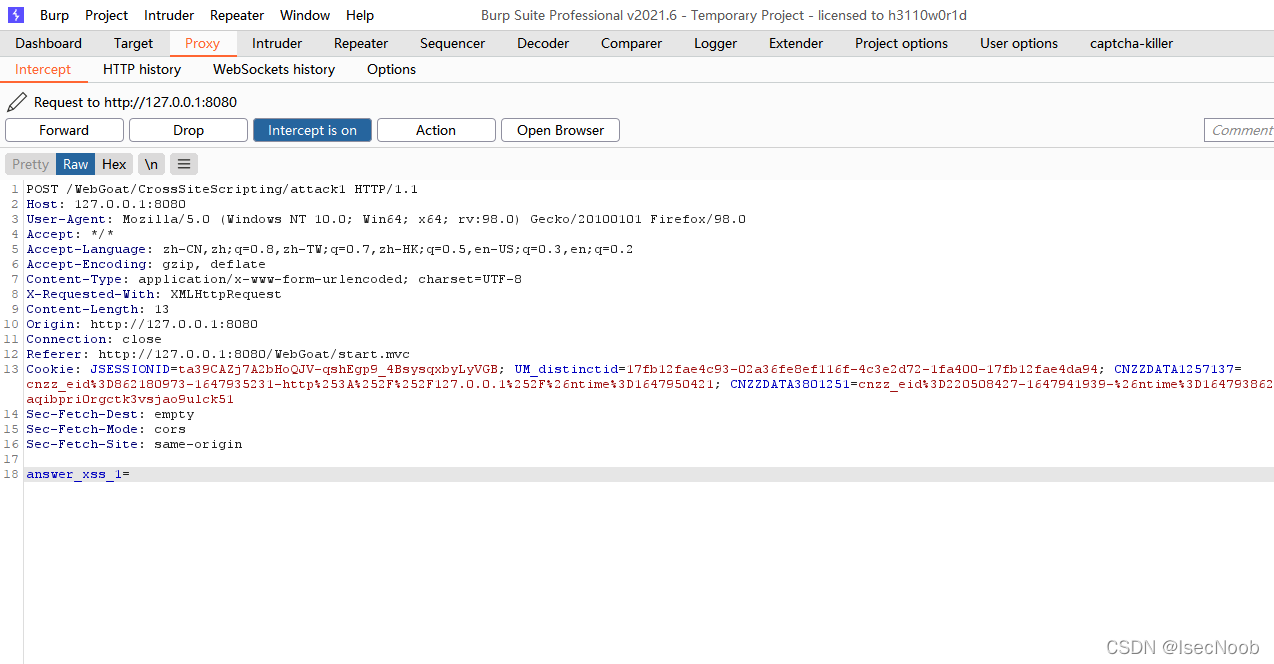 Burp Project Intruder Repeater Window Help Burp Suite Professional v2021.6 - Temporary Project - licensed to h3110w0r1d
Dashboard Target Proxy Intruder Repeater Sequencer Decoder Comparer Logger Extender Project options User options captcha-killer
Intercept HTTP history WebSockets history Options
Request to http://127.0.0.1:8080
Forward Drop Intercept is on Action Open Browser Comment
Pretty Raw Hex \n
1 POST /WebGoat/CrossSiteScripting/attack1 HTTP/1.1
2 Host: 127.0.0.1:8080
3 User-Agent: Mozilla/5.0 (Windows NT 10.0; Win64; x64; rv:98.0) Gecko/20100101 Firefox/98.0
4 Accept: */*
5 Accept-Language: zh-CN,zh;q=0.8,zh-TW;q=0.7,zh-HK;q=0.5,en-US;q=0.3,en;q=0.2
6 Accept-Encoding: gzip, deflate
7 Content-Type: application/x-www-form-urlencoded; charset=UTF-8
8 X-Requested-With: XMLHttpRequest
9 Content-Length: 13
10 Origin: http://127.0.0.1:8080
11 Connection: close
12 Referer: http://127.0.0.1:8080/WebGoat/start.mvc
13 Cookie: JSESSIONID=ta39CAZj7A2bHoQJV-qshEgp9_4BsysqxbyLyVGB; UM_distinctid=17fb12fae4c93-02a36fe8ef116f-4c3e2d72-1fa400-17fb12fae4da94; CNZZDATA1257137=
cnzz_eid%3D862180973-1647935231-http%253A%252F%252F127.0.0.1%252F%26ntime%3D1647950421; CNZZDATA3801251=cnzz_eid%3D220508427-1647941939-%26ntime%3D164793862
aqibpri0rgctk3vsjao9ulck51
14 Sec-Fetch-Dest: empty
15 Sec-Fetch-Mode: cors
16 Sec-Fetch-Site: same-origin
17
18 answer_xss_1=
CSDN @IsecNoob